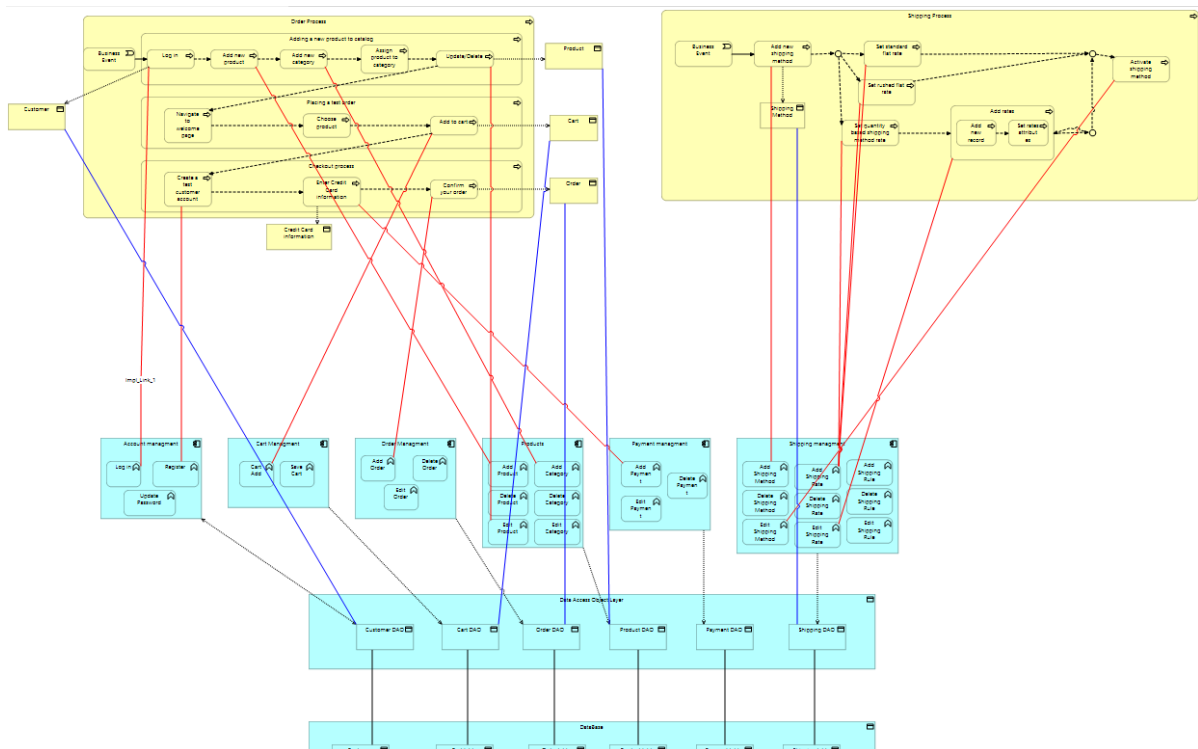 Order Process
Shipping Process
Adding a new product to catalog
Business
Event
Log in
Add new
product
Add new
category
Assign
product to
category
Update/Delete
Product
Business
Event
Add new
shipping
method
Set standard
flat rate
Activate
shipping
method
Set rushed flat
rate
Customer
Placing a test order
Navigate
to
welcome
page
Choose
product
Add to cart
Cart
Shipping
Method
Set quantity
based shipping
method rate
Add rates
Add
new
record
Set rates
attribut
es
Checkout process
Create a
test
customer
account
Enter Credit
Card
information
Confirm
your order
Order
Credit Card
information
Impl_Link_1
Account managment
Log in
Register
Update
Password
Cart Managment
Cart
Add
Save
Cart
Order Managment
Add
Order
Delete
Order
Edit
Order
Products
Add
Product
Add
Category
Delete
Product
Delete
Category
Edit
Product
Edit
Category
Payment managment
Add
Paymen
t
Delete
Paymen
t
Edit
Paymen
t
Shipping managment
Add
Shipping
Method
Add
Shipping
Rate
Add
Shipping
Rule
Delete
Shipping
Method
Delete
Shipping
Rate
Delete
Shipping
Rule
Edit
Shipping
Method
Edit
Shipping
Rate
Edit
Shipping
Rule
Data Access Object Layer
Customer DAO
Cart DAO
Order DAO
Product DAO
Payment DAO
Shipping DAO
DataBase